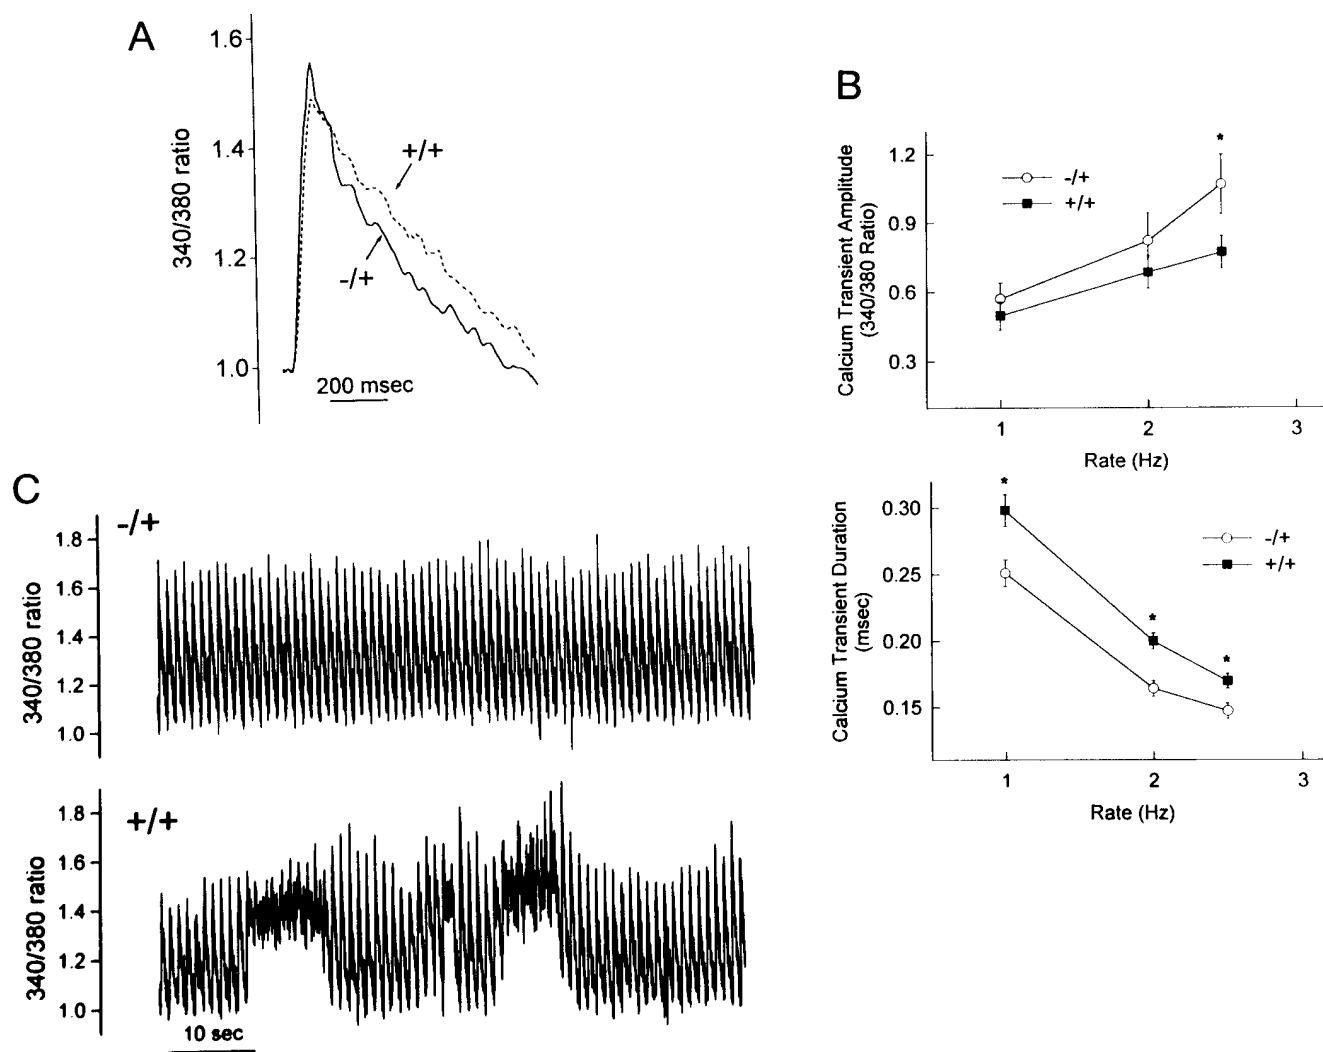 A
1.6
1.4
1.2
1.0
340/380 ratio
+/+
-/+
200 msec
B
1.2
0.9
0.6
0.3
Calcium Transient Amplitude
(340/380 Ratio)
-/+
+/+
*
1
2
3
Rate (Hz)
0.30
0.25
0.20
0.15
Calcium Transient Duration
(msec)
*
*
*
-/+
+/+
1
2
3
Rate (Hz)
C
-/+
1.8
1.6
1.4
1.2
1.0
340/380 ratio
+/+
1.8
1.6
1.4
1.2
1.0
340/380 ratio
10 sec